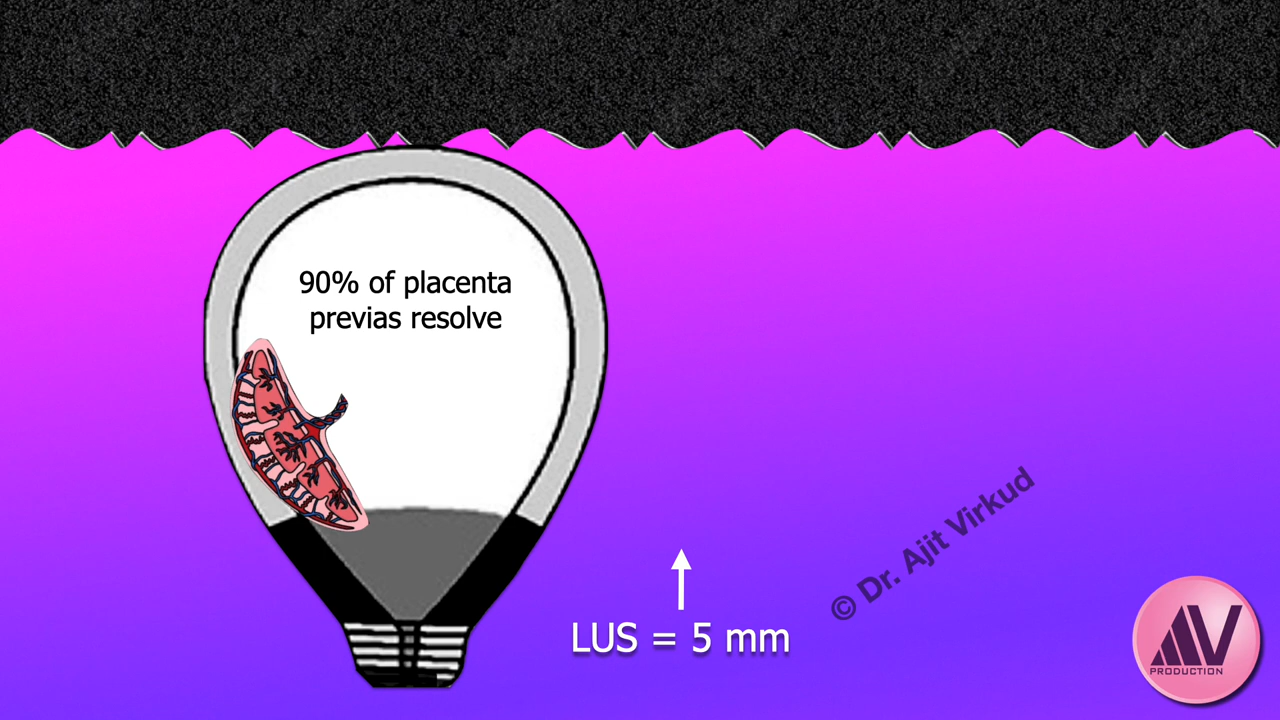 90% of placenta
previas resolve
© Dr. Ajit Virkud
LUS = 5 mm
AV
PRODUCTION